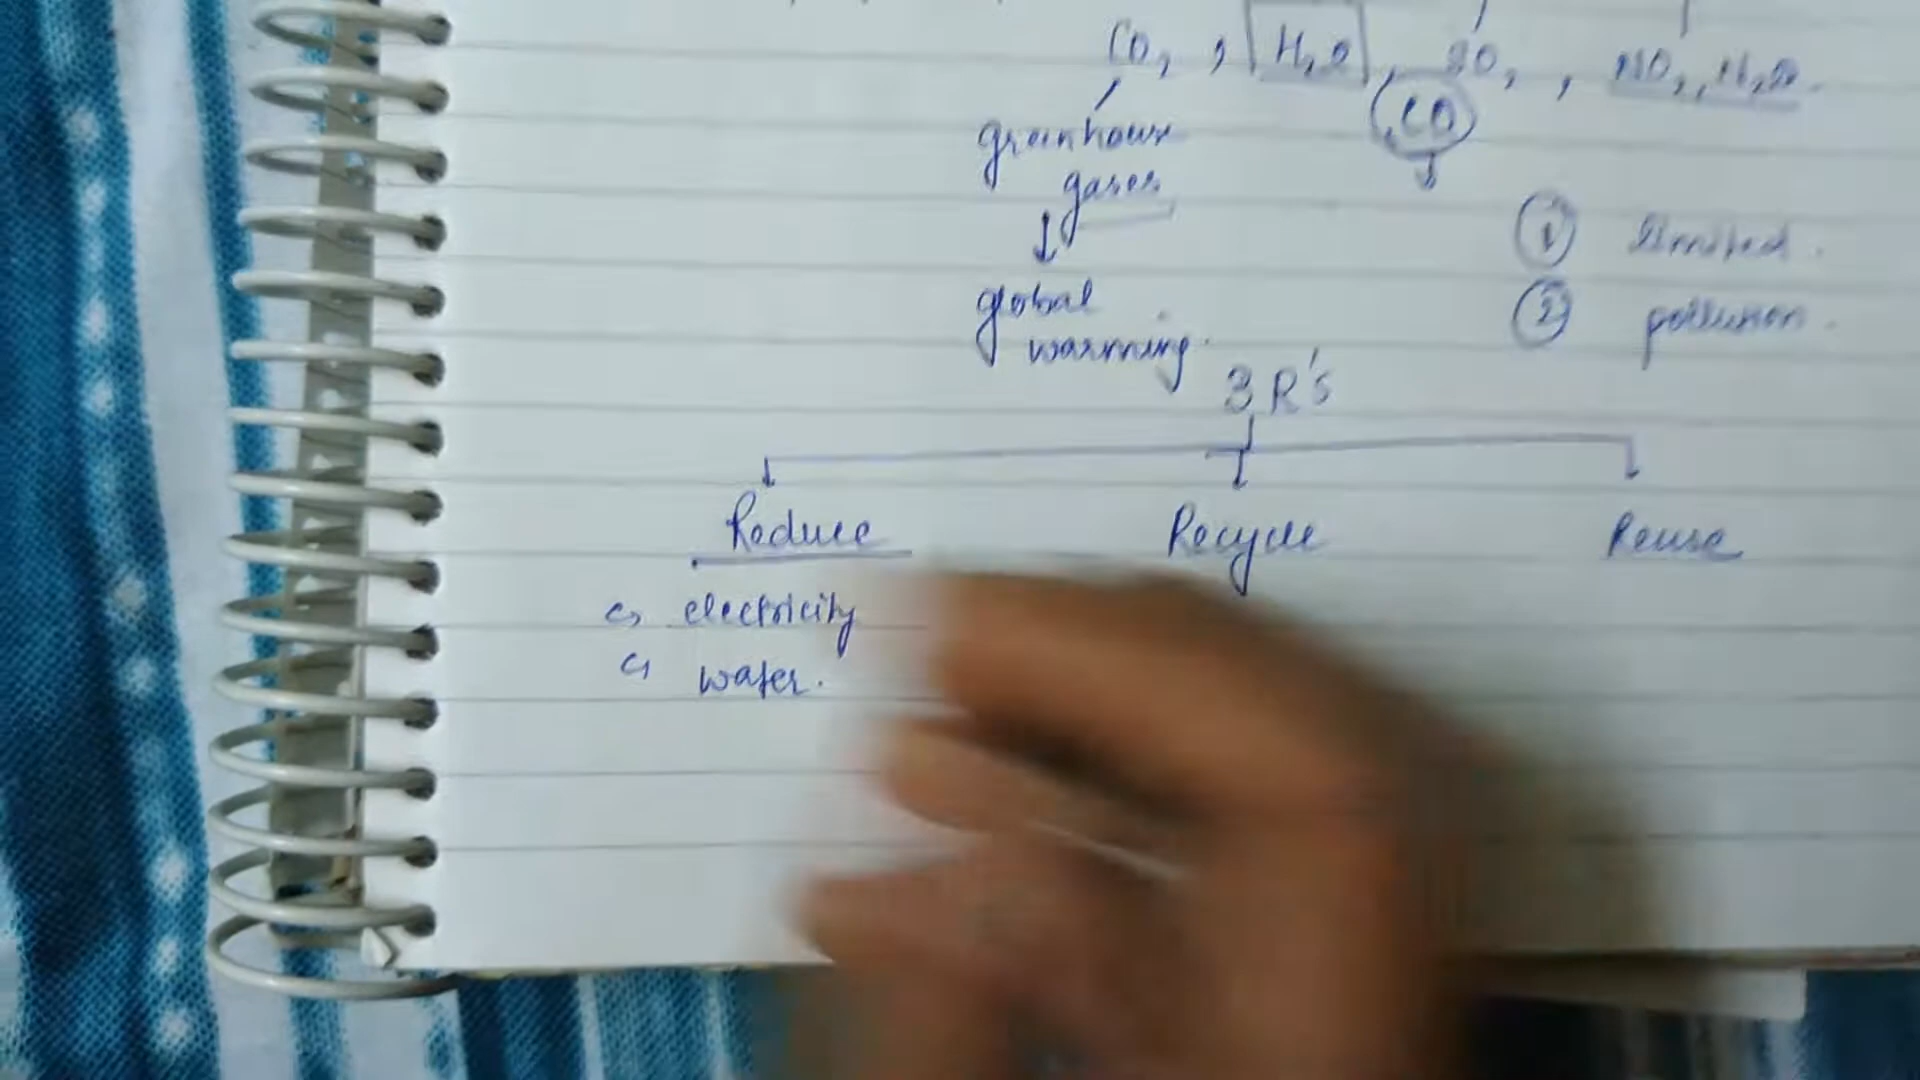 CO₂ , H₂O , SO₂ , NO₂, N₂O.
CO
greenhouse
gases
① limited.
global
② pollution.
warming.
3 R's
Reduce Recycle Reuse
electricity
water.